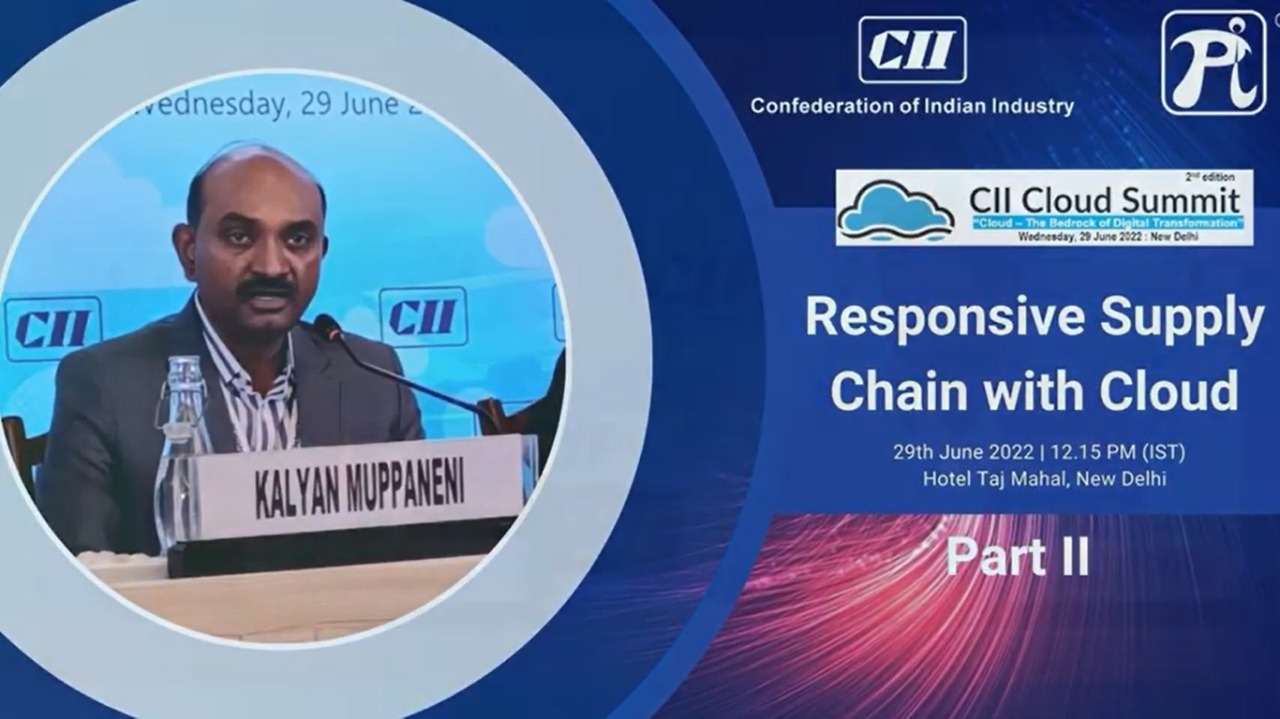 Wednesday, 29 June 2
CII
CII
KALYAN MUPPANENI
CII
Confederation of Indian Industry
Pi
2nd edition
CII Cloud Summit
"Cloud – The Bedrock of Digital Transformation"
Wednesday, 29 June 2022 : New Delhi
Responsive Supply
Chain with Cloud
29th June 2022 | 12.15 PM (IST)
Hotel Taj Mahal, New Delhi
Part II